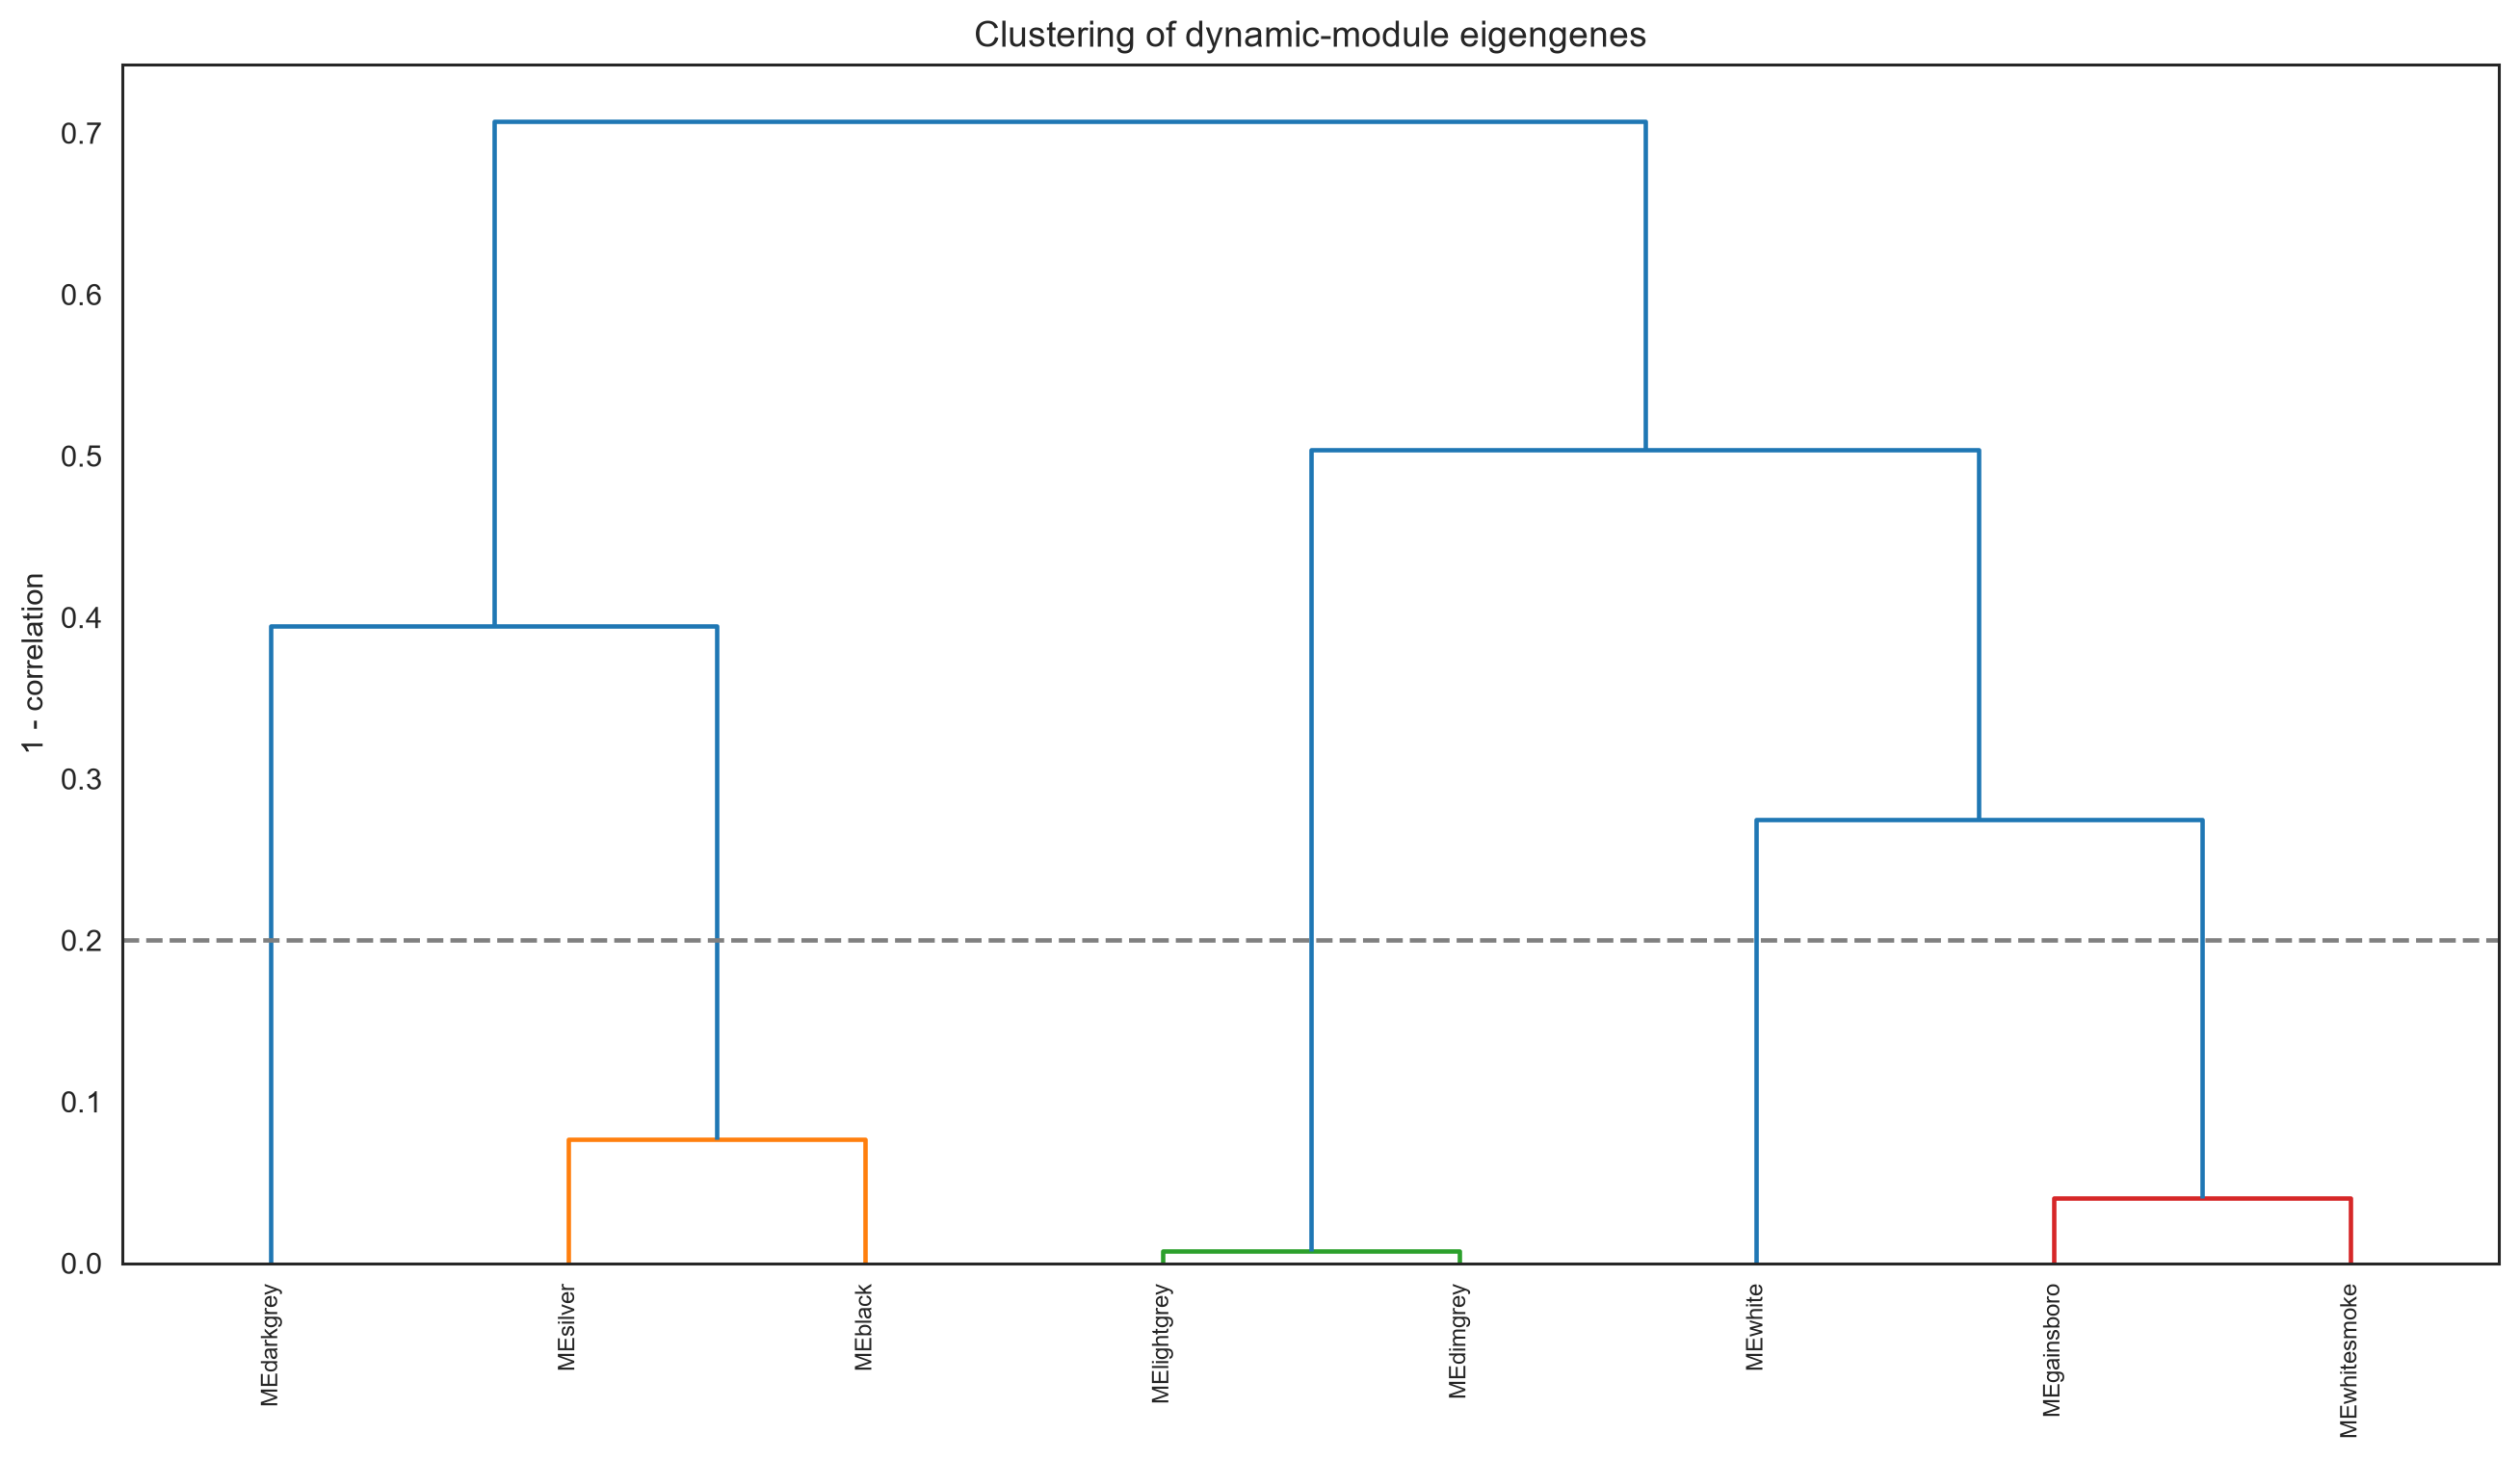 Clustering of dynamic-module eigengenes
1 - correlation
0.7
0.6
0.5
0.4
0.3
0.2
0.1
0.0
MEdarkgrey
MEsilver
MEblack
MElightgrey
MEdimgrey
MEwhite
MEgainsboro
MEwhitesmoke